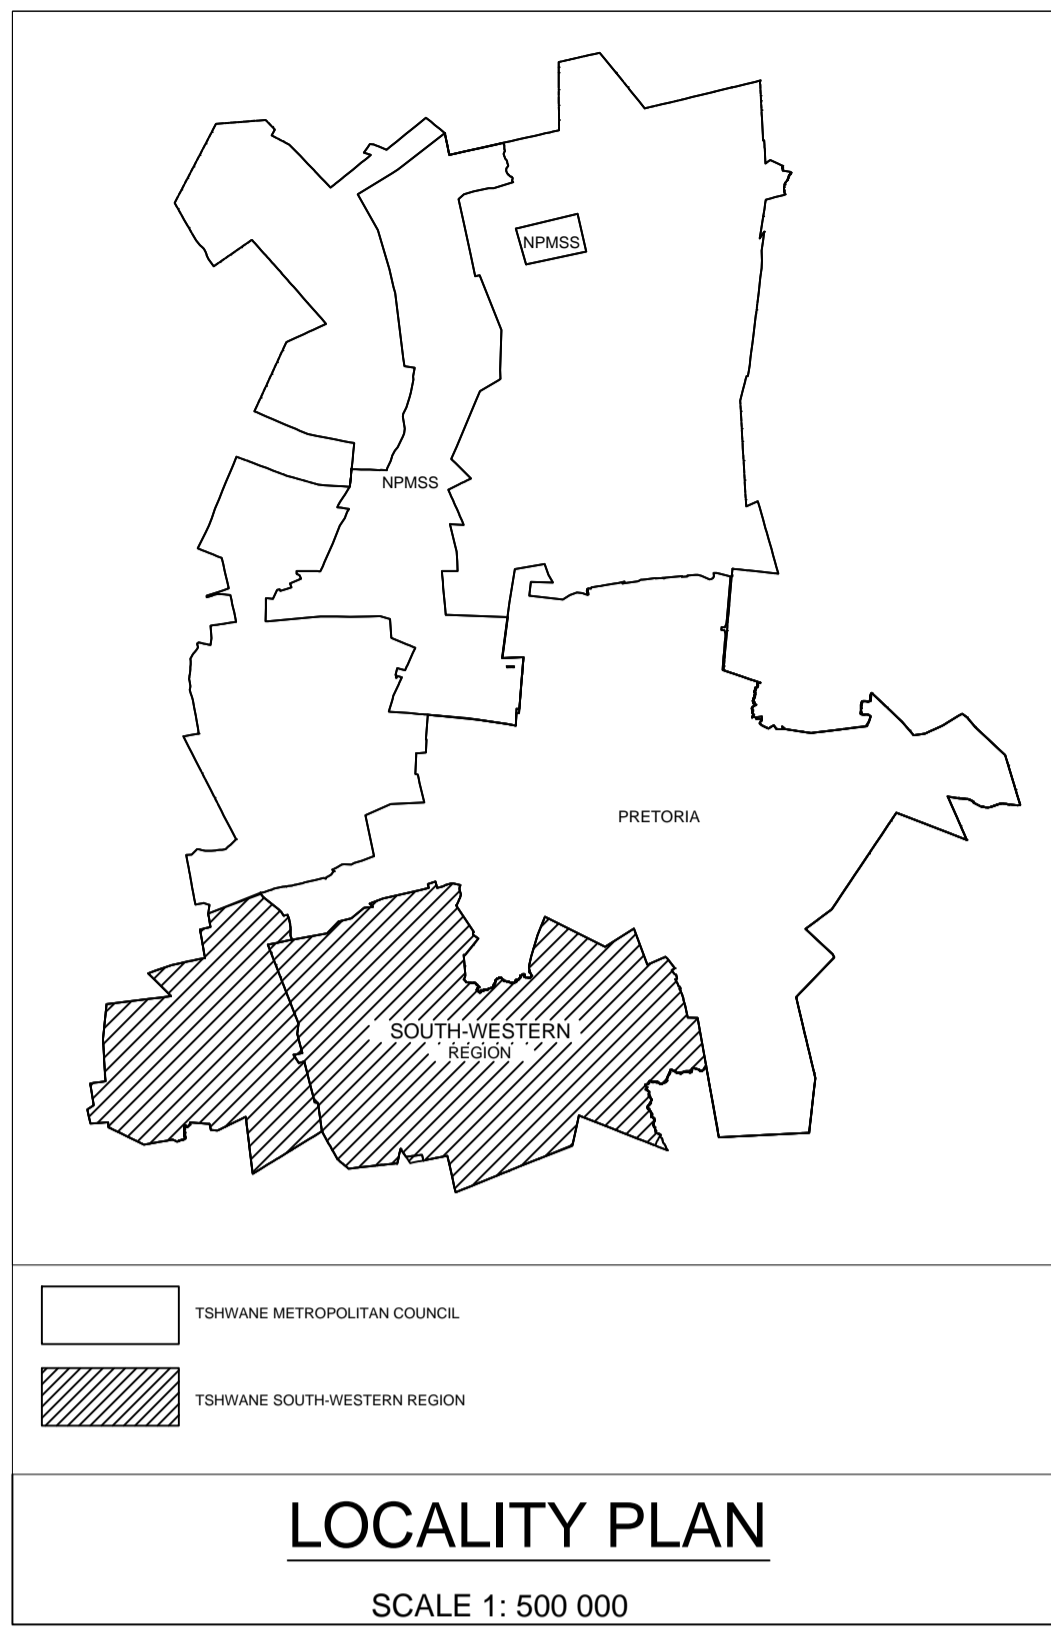 NPMSS
NPMSS
PRETORIA
SOUTH-WESTERN
REGION
TSHWANE METROPOLITAN COUNCIL
TSHWANE SOUTH-WESTERN REGION
LOCALITY PLAN
SCALE 1: 500 000